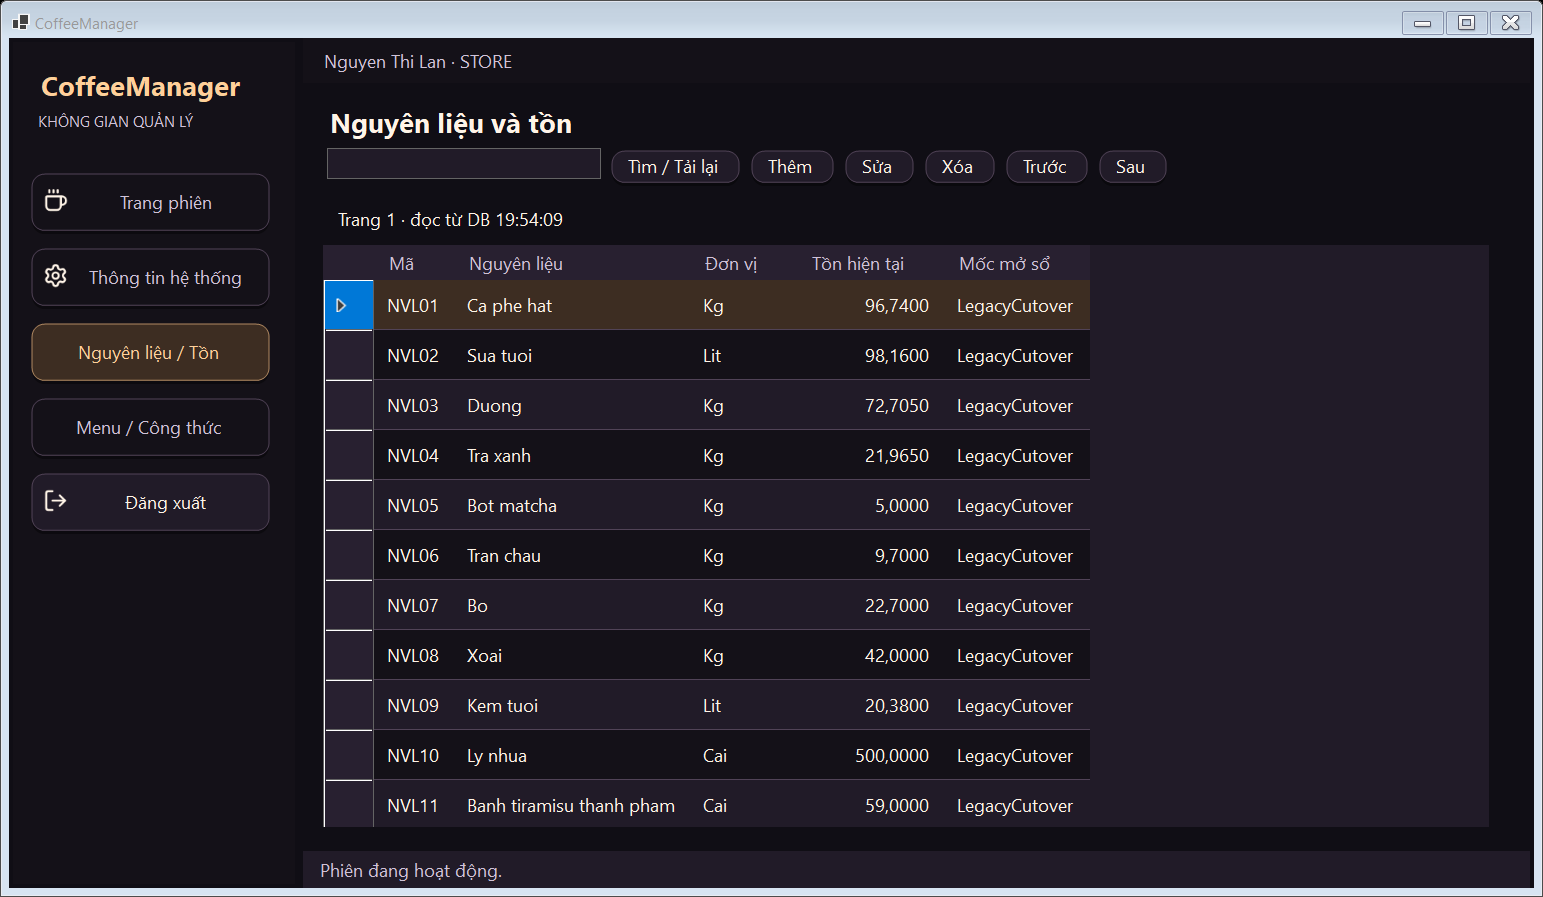 CoffeeManager
CoffeeManager
KHÔNG GIAN QUẢN LÝ
Trang phiên
Thông tin hệ thống
Nguyên liệu / Tồn
Menu / Công thức
Đăng xuất
Nguyen Thi Lan · STORE
Nguyên liệu và tồn
Tìm / Tải lại Thêm Sửa Xóa Trước Sau
Trang 1 · đọc từ DB 19:54:09
Mã Nguyên liệu Đơn vị Tồn hiện tại Mốc mở sổ
NVL01 Ca phe hat Kg 96,7400 LegacyCutover
NVL02 Sua tuoi Lit 98,1600 LegacyCutover
NVL03 Duong Kg 72,7050 LegacyCutover
NVL04 Tra xanh Kg 21,9650 LegacyCutover
NVL05 Bot matcha Kg 5,0000 LegacyCutover
NVL06 Tran chau Kg 9,7000 LegacyCutover
NVL07 Bo Kg 22,7000 LegacyCutover
NVL08 Xoai Kg 42,0000 LegacyCutover
NVL09 Kem tuoi Lit 20,3800 LegacyCutover
NVL10 Ly nhua Cai 500,0000 LegacyCutover
NVL11 Banh tiramisu thanh pham Cai 59,0000 LegacyCutover
Phiên đang hoạt động.